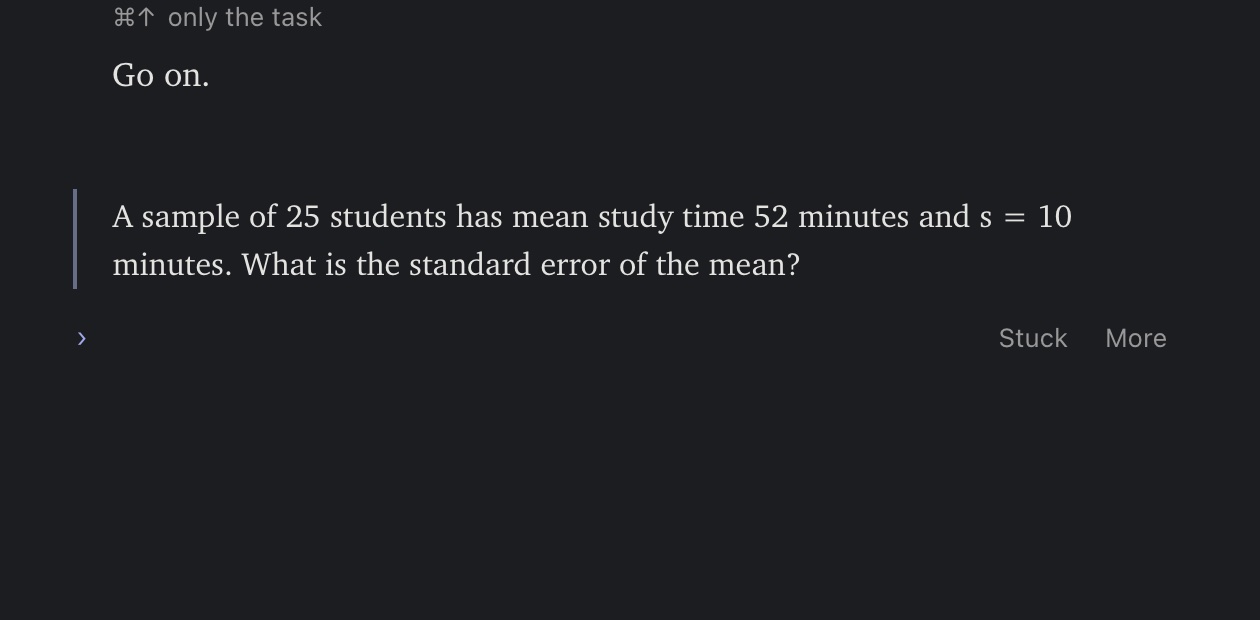 ⌘↑ only the task
Go on.
A sample of 25 students has mean study time 52 minutes and s = 10
minutes. What is the standard error of the mean?
› Stuck More